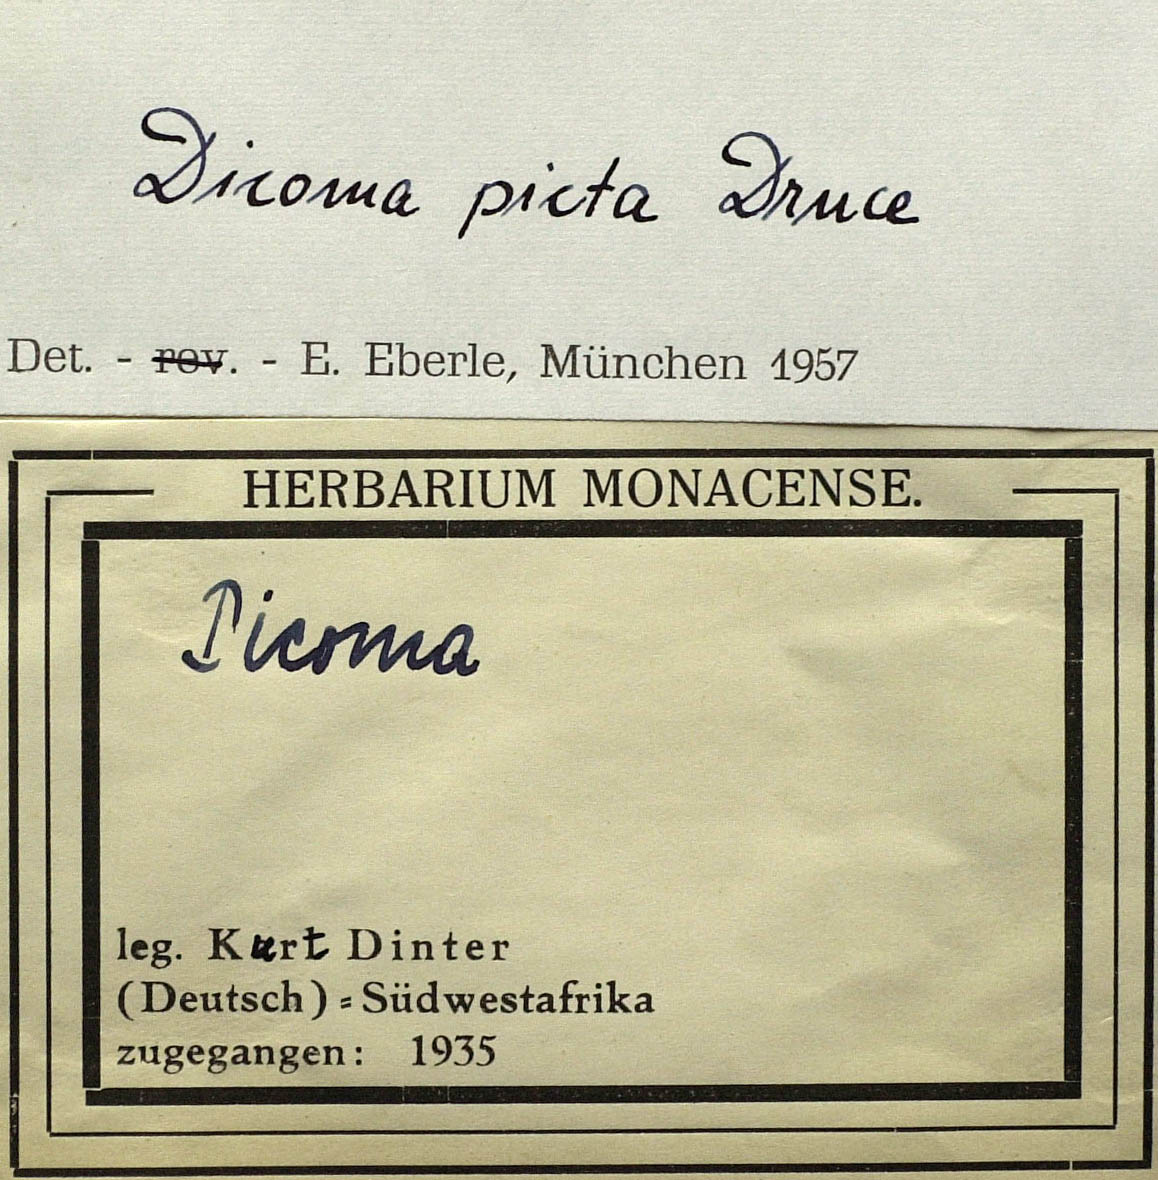 Dicoma picta Druce
Det. - rev. - E. Eberle, München 1957
HERBARIUM MONACENSE.
Dicoma
leg. Kurt Dinter
(Deutsch) = Südwestafrika
zugegangen: 1935